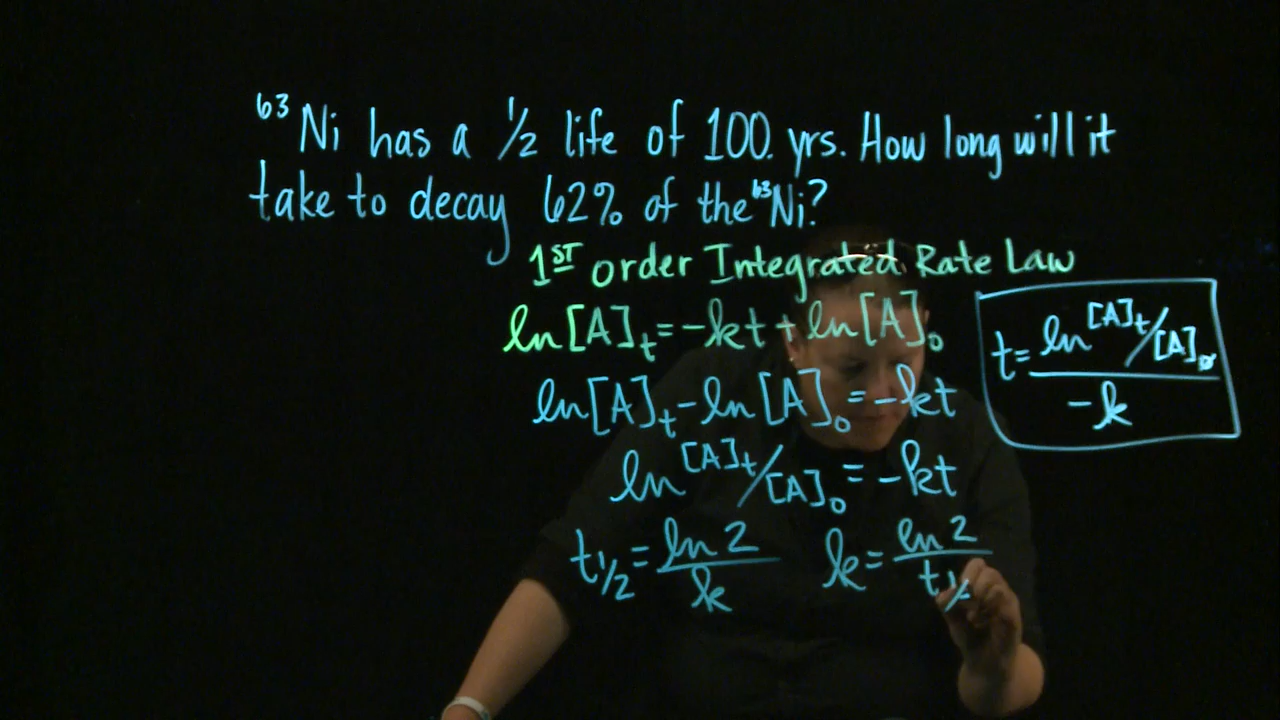 ⁶³Ni has a ½ life of 100. yrs. How long will it
take to decay 62% of the ⁶³Ni?
1ST order Integrated Rate Law
ln[A]t = -kt + ln[A]₀
t = ln [A]t/[A]₀ / -k
ln[A]t - ln[A]₀ = -kt
ln [A]t/[A]₀ = -kt
t½ = ln 2 / k    k = ln 2 / t½